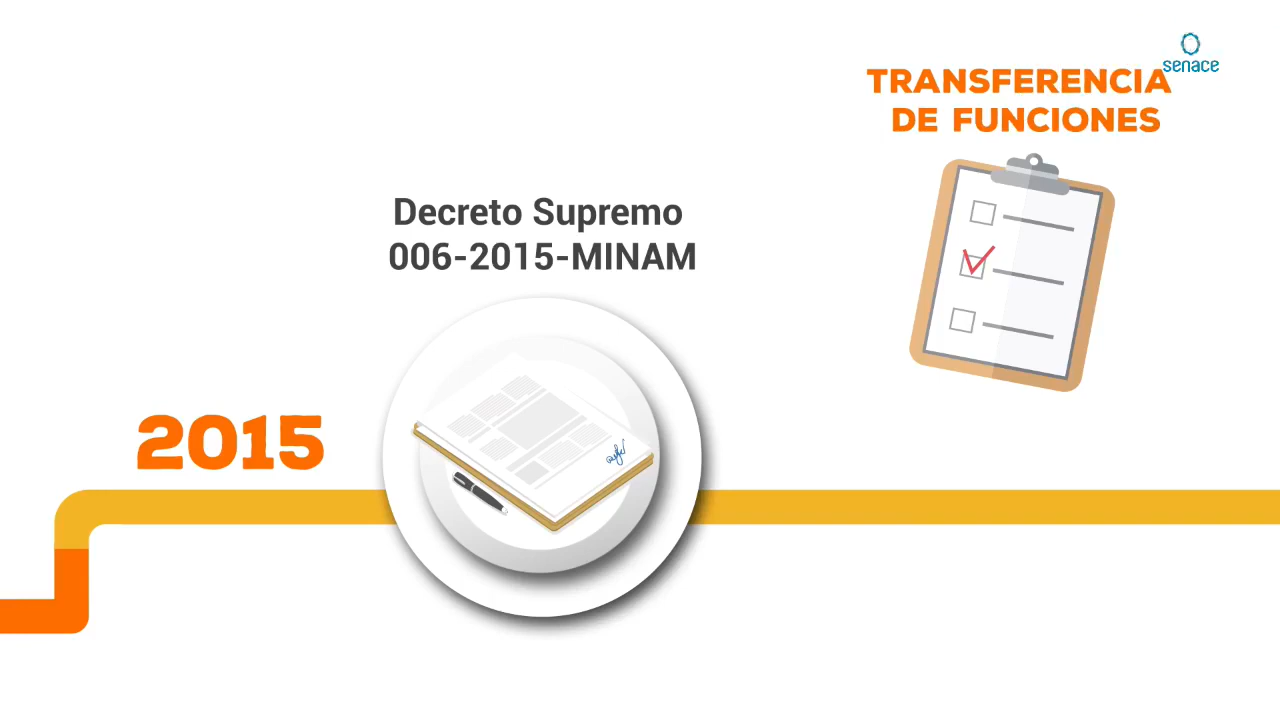 senace
TRANSFERENCIA
DE FUNCIONES
Decreto Supremo
006-2015-MINAM
2015